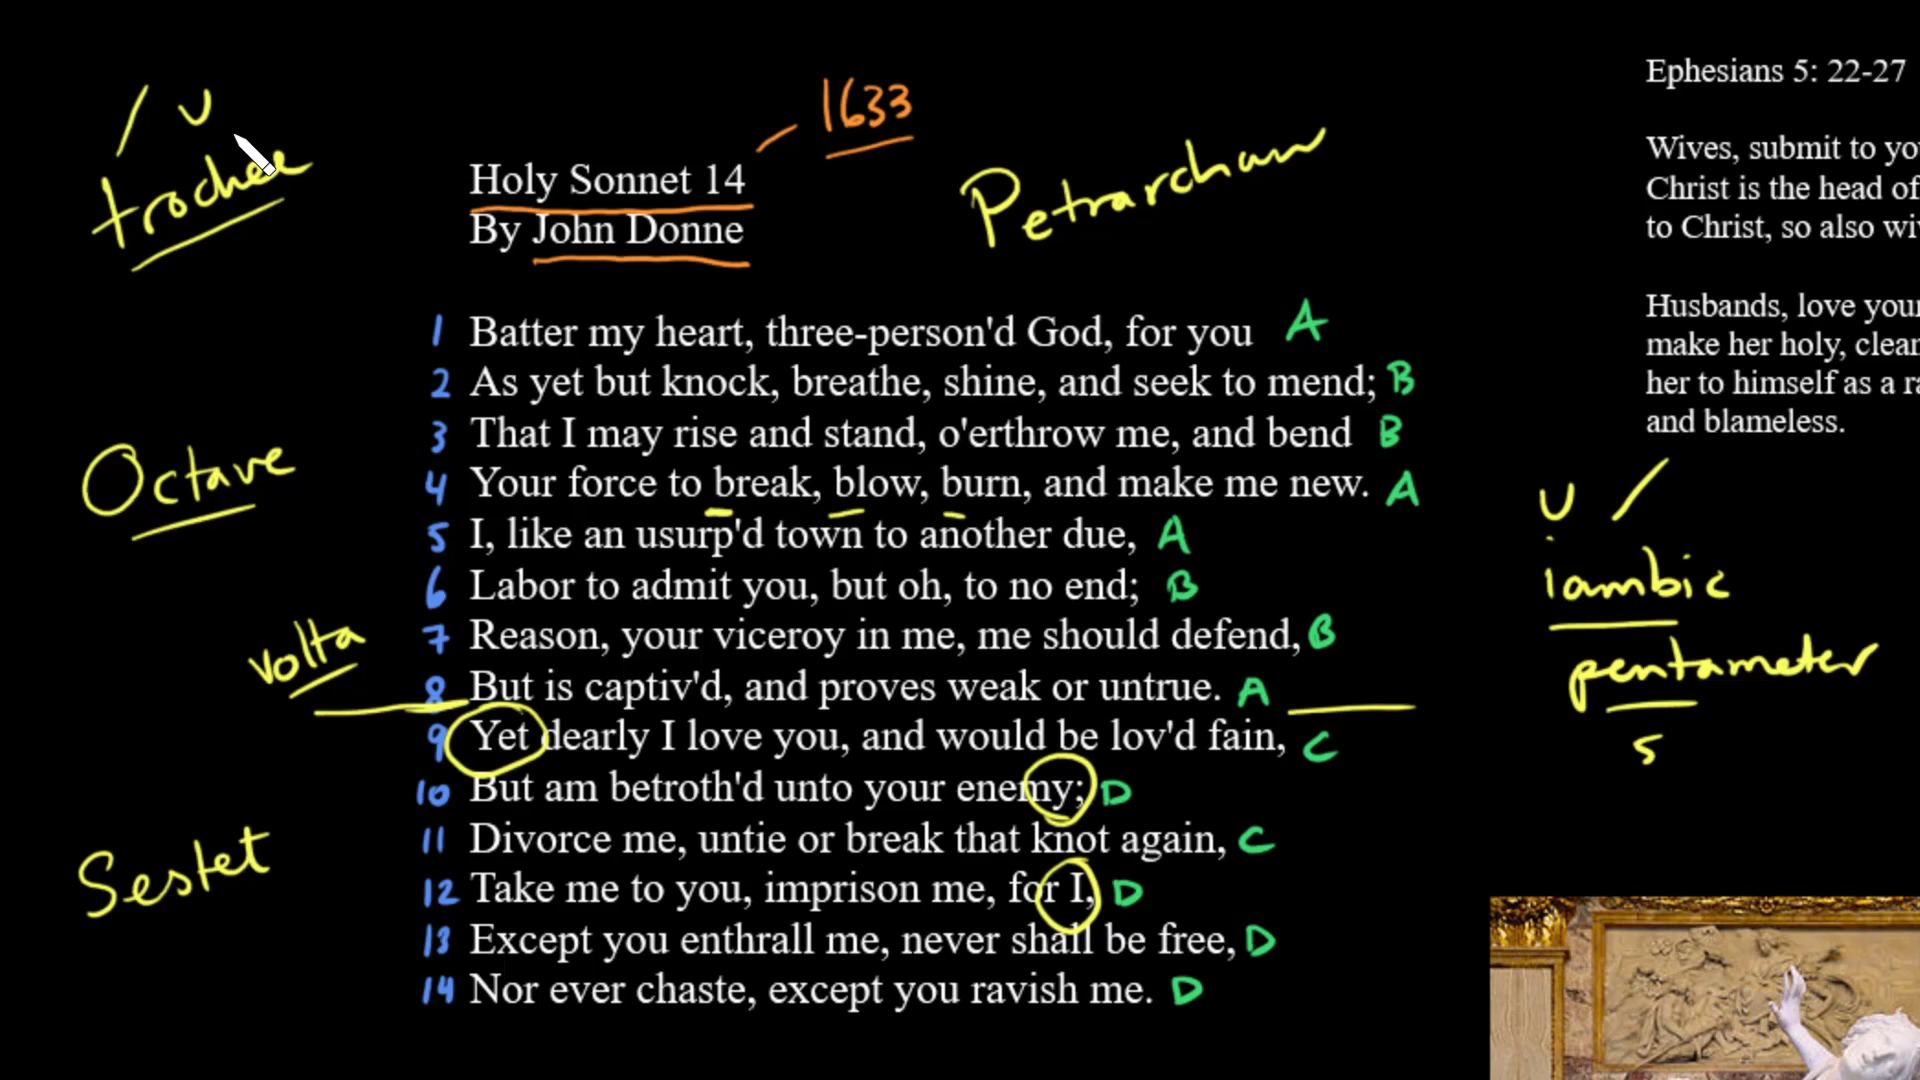 / U
trochee
1633
Petrarchan
Holy Sonnet 14
By John Donne
1 Batter my heart, three-person'd God, for you A
2 As yet but knock, breathe, shine, and seek to mend; B
3 That I may rise and stand, o'erthrow me, and bend B
4 Your force to break, blow, burn, and make me new. A
5 I, like an usurp'd town to another due, A
6 Labor to admit you, but oh, to no end; B
7 Reason, your viceroy in me, me should defend, B
8 But is captiv'd, and proves weak or untrue. A
9 Yet dearly I love you, and would be lov'd fain, C
10 But am betroth'd unto your enemy; D
11 Divorce me, untie or break that knot again, C
12 Take me to you, imprison me, for I, D
13 Except you enthrall me, never shall be free, D
14 Nor ever chaste, except you ravish me. D
Octave
volta
Sestet
Ephesians 5: 22-27
Wives, submit to yo
Christ is the head of
to Christ, so also wi
Husbands, love your
make her holy, clean
her to himself as a ra
and blameless.
U /
iambic
pentameter
5